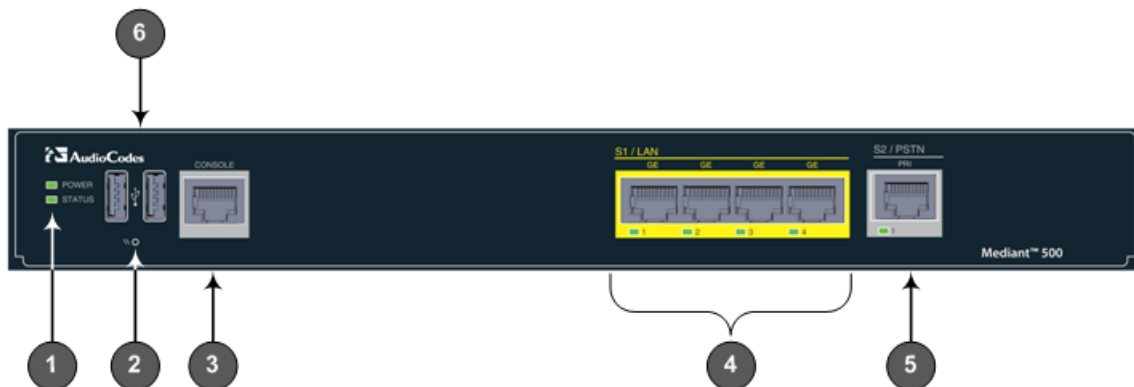 6
AudioCodes
POWER
STATUS
CONSOLE
S1 / LAN
GE GE GE GE
1 2 3 4
S2 / PSTN
PRI
1
Mediant™ 500
1 2 3 4 5